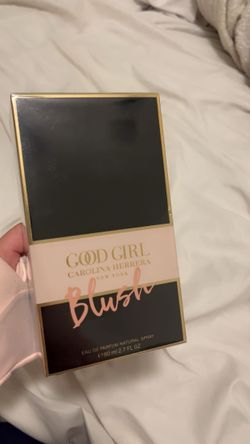 GOOD GIRL
CAROLINA HERRERA
NEW YORK
Blush
EAU DE PARFUM NATURAL SPRAY
℮ 80 ml 2.7 FL OZ